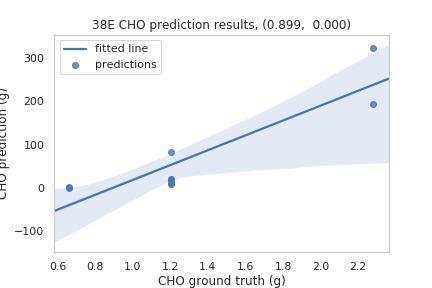 38E CHO prediction results, (0.899, 0.000)
fitted line
predictions
CHO prediction (g)
300
200
100
0
−100
0.6 0.8 1.0 1.2 1.4 1.6 1.8 2.0 2.2
CHO ground truth (g)